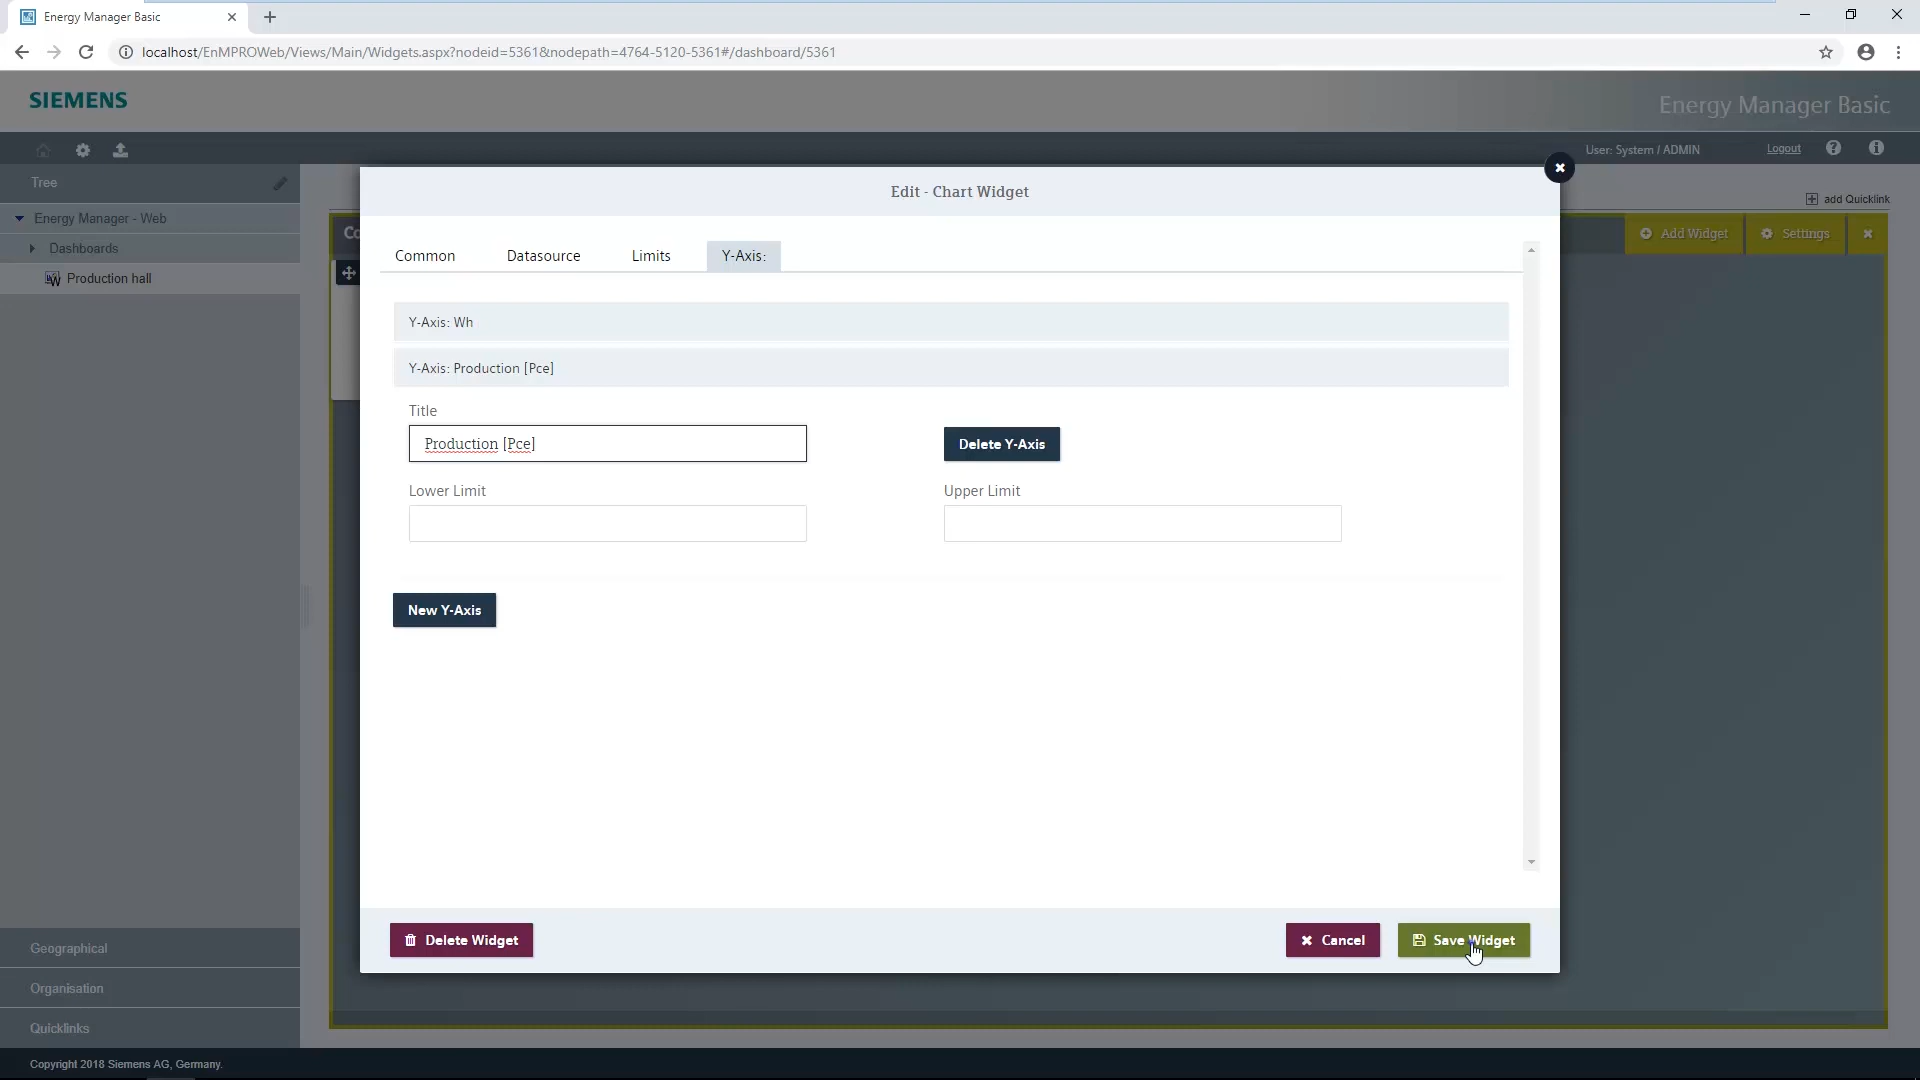 Energy Manager Basic
localhost/EnMPROWeb/Views/Main/Widgets.aspx?nodeid=5361&nodepath=4764-5120-5361#/dashboard/5361
SIEMENS
Energy Manager Basic
User: System / ADMIN
Logout
Tree
Energy Manager - Web
Dashboards
Production hall
Geographical
Organisation
Quicklinks
add Quicklink
Co
Add Widget
Settings
Edit - Chart Widget
Common Datasource Limits Y-Axis:
Y-Axis: Wh
Y-Axis: Production [Pce]
Title
Production [Pce]
Delete Y-Axis
Lower Limit Upper Limit
New Y-Axis
Delete Widget
Cancel
Save Widget
Copyright 2018 Siemens AG, Germany.